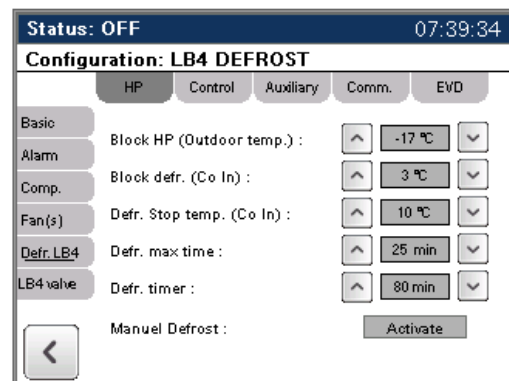 Status: OFF 07:39:34
Configuration: LB4 DEFROST
HP Control Auxiliary Comm. EVD
Basic
Alarm
Comp.
Fan(s)
Defr. LB4
LB4 valve
Block HP (Outdoor temp.) : -17 °C
Block defr. (Co In) : 3 °C
Defr. Stop temp. (Co In) : 10 °C
Defr. max time : 25 min
Defr. timer : 80 min
Manuel Defrost : Activate